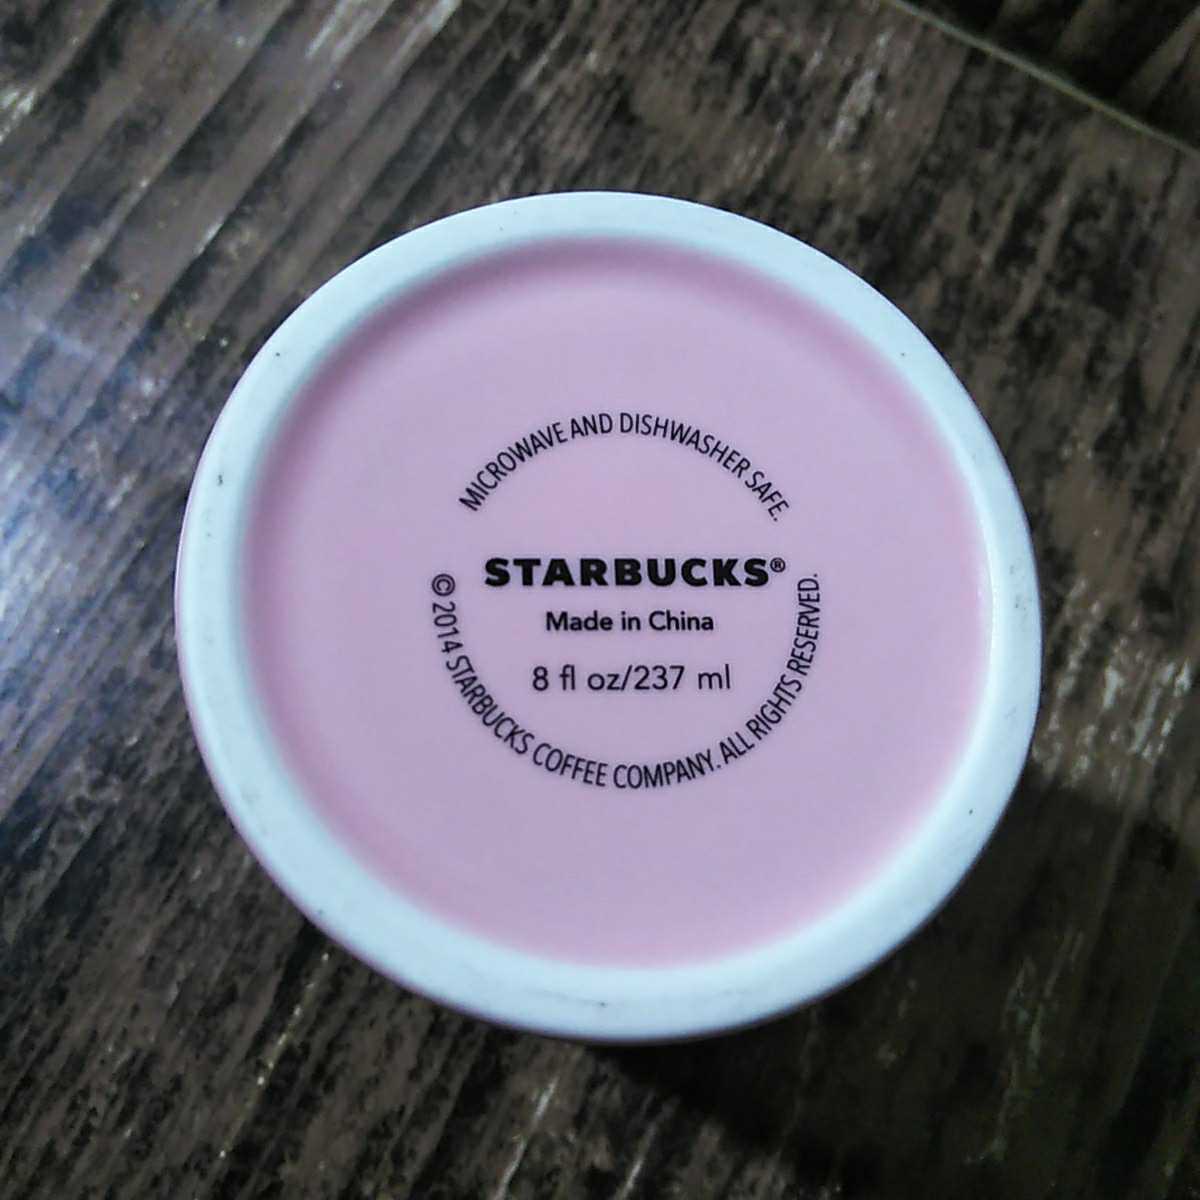 MICROWAVE AND DISHWASHER SAFE.
STARBUCKS®
Made in China
8 fl oz/237 ml
© 2014 STARBUCKS COFFEE COMPANY. ALL RIGHTS RESERVED.